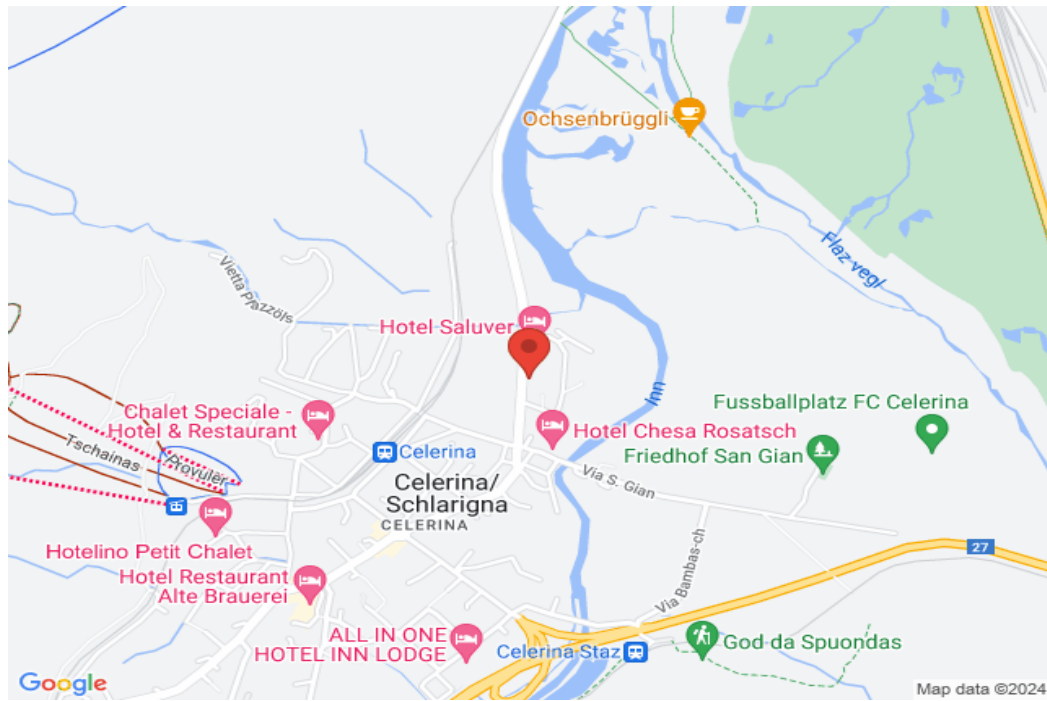 Ochsenbrüggli
Flaz vegl
Vietta Pazzöls
Hotel Saluver
Inn
Chalet Speciale -
Hotel & Restaurant
Fussballplatz FC Celerina
Hotel Chesa Rosatsch
Friedhof San Gian
Tschainas
Provuler
Celerina
Celerina/
Schlarigna
CELERINA
Via S. Gian
Hotelino Petit Chalet
27
Hotel Restaurant
Alte Brauerei
Via Bambas-ch
ALL IN ONE
HOTEL INN LODGE
Celerina Staz
God da Spuondas
Google
Map data ©2024